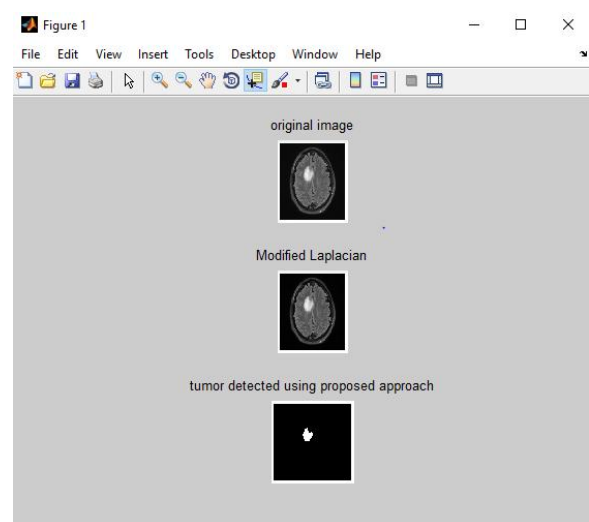 Figure 1
File Edit View Insert Tools Desktop Window Help
original image
Modified Laplacian
tumor detected using proposed approach